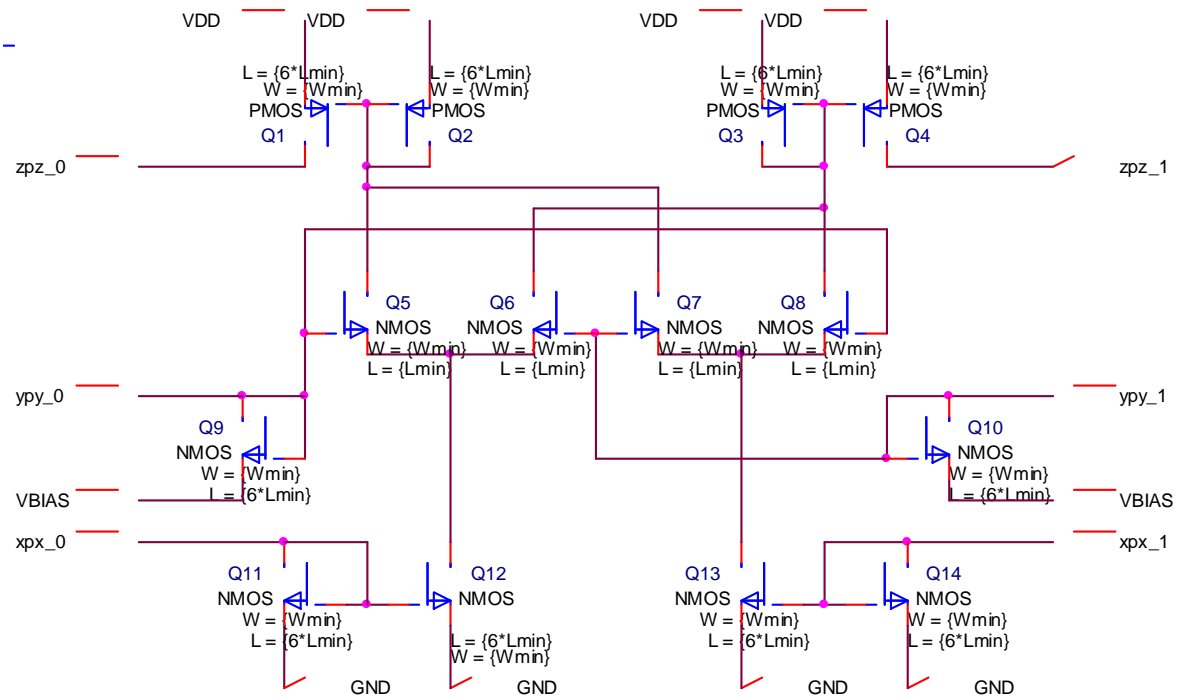 VDD VDD VDD VDD
L = {6*Lmin} L = {6*Lmin} L = {6*Lmin} L = {6*Lmin}
W = {Wmin} W = {Wmin} W = {Wmin} W = {Wmin}
PMOS PMOS PMOS PMOS
Q1 Q2 Q3 Q4
zpz_0 zpz_1
Q5 Q6 Q7 Q8
NMOS NMOS NMOS NMOS
W = {Wmin} W = {Wmin} W = {Wmin} W = {Wmin}
L = {Lmin} L = {Lmin} L = {Lmin} L = {Lmin}
ypy_0 ypy_1
Q9 Q10
NMOS NMOS
W = {Wmin} W = {Wmin}
L = {6*Lmin} L = {6*Lmin}
VBIAS VBIAS
xpx_0 xpx_1
Q11 Q12 Q13 Q14
NMOS NMOS NMOS NMOS
W = {Wmin} W = {Wmin} W = {Wmin}
L = {6*Lmin} L = {6*Lmin} L = {6*Lmin} L = {6*Lmin}
W = {Wmin}
GND GND GND GND